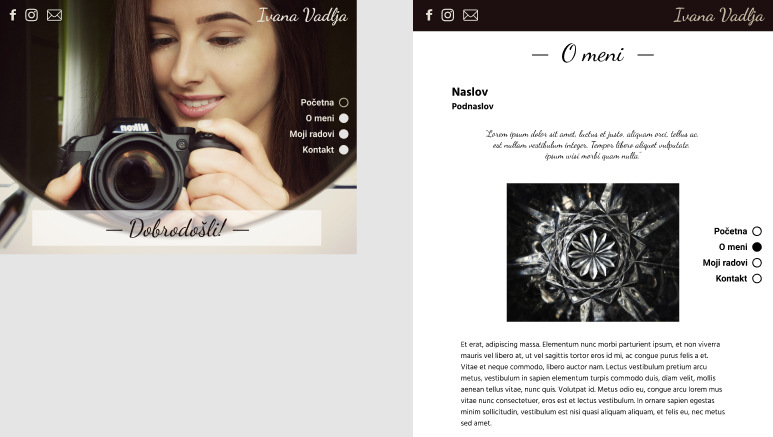 Ivana Vadlja
Početna
O meni
Moji radovi
Kontakt
Nikon
— Dobrodošli! —
Ivana Vadlja
— O meni —
Naslov
Podnaslov
"Lorem ipsum dolor sit amet, luctus et justo, aliquam orci, tellus ac,
est nullam vestibulum integer. Tempor libero aliquet vulputate,
ipsum wisi morbi quam nulla."
Početna
O meni
Moji radovi
Kontakt
Et erat, adipiscing massa. Elementum nunc morbi parturient ipsum, et non viverra
mauris vel libero at, ut vel sagittis tortor eros id mi, ac congue purus felis a et.
Vitae et neque commodo, libero auctor nam. Lectus vestibulum pretium arcu
metus, vestibulum in sapien elementum turpis commodo duis, diam velit, mollis
aenean tellus vitae, nunc quis. Volutpat id. Metus odio eu, congue arcu lorem mus
vitae nunc consectetuer, eros est et lectus vestibulum. In ornare sapien egestas
minim sollicitudin, vestibulum est nisi quasi aliquam aliquam, et felis eu, nec metus
sed amet.